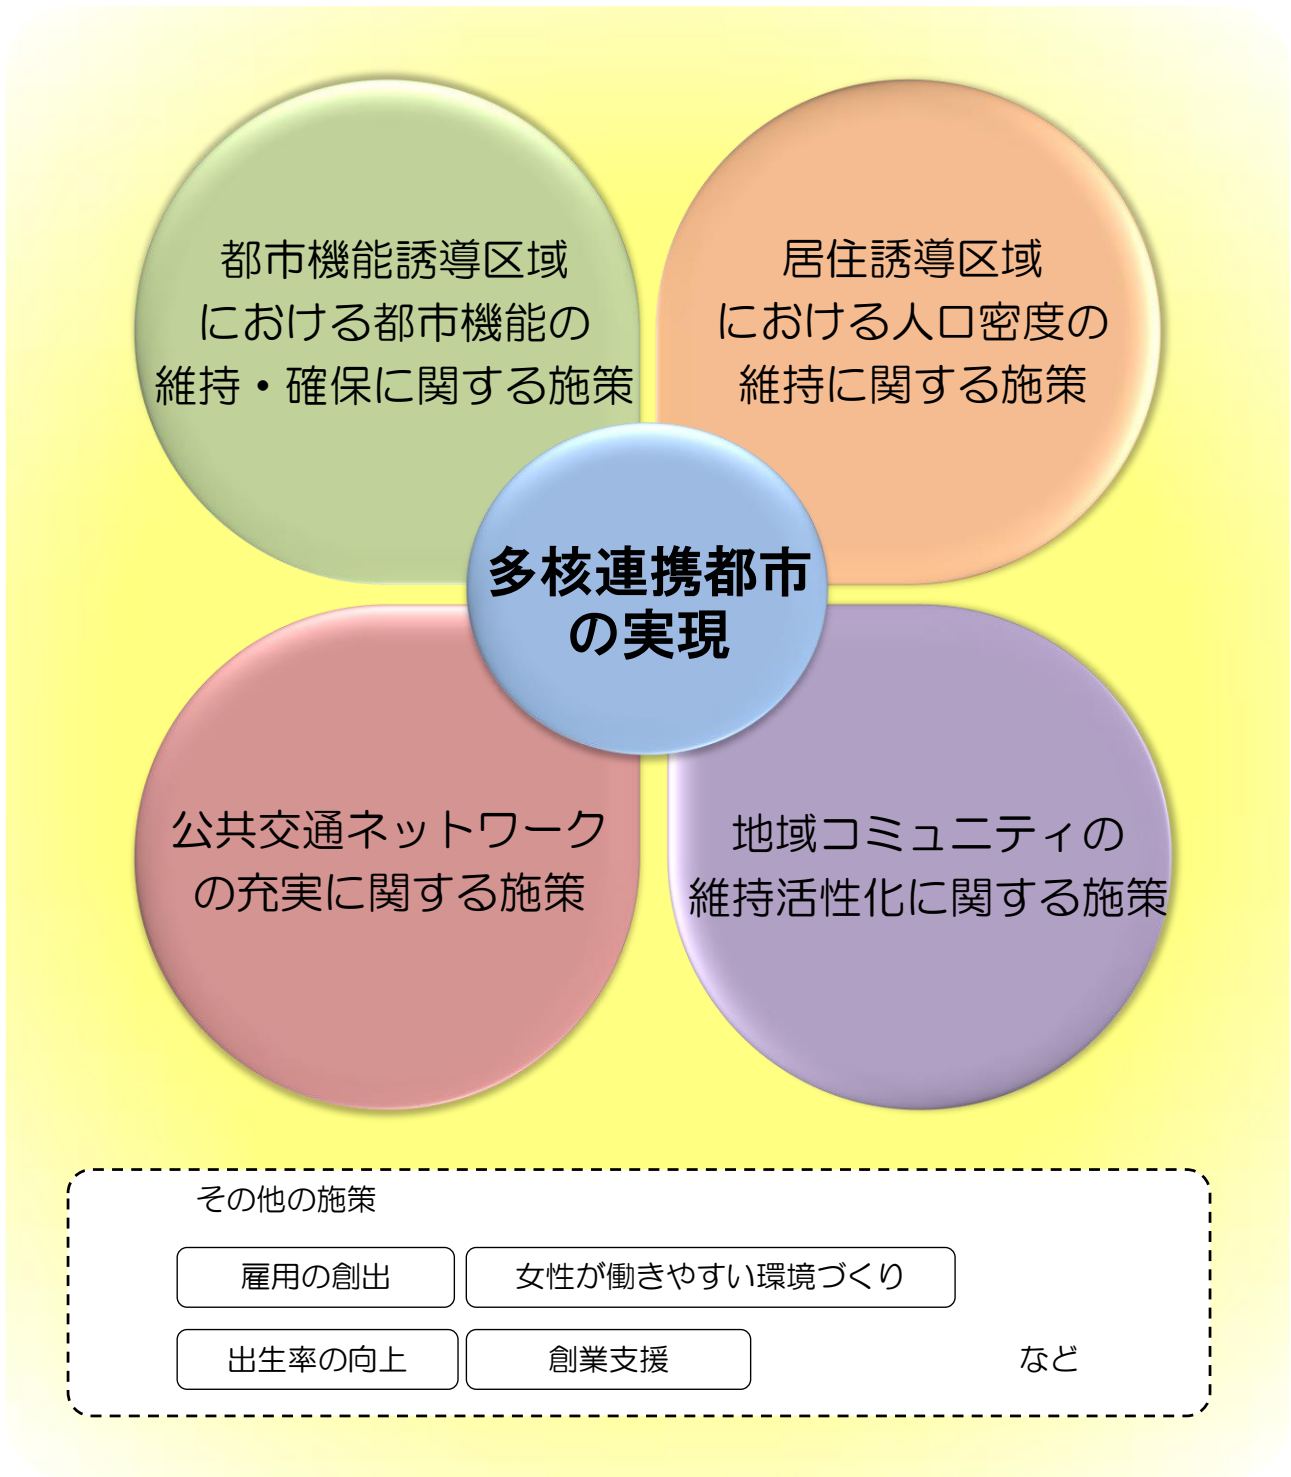 都市機能誘導区域
における都市機能の
維持・確保に関する施策
居住誘導区域
における人口密度の
維持に関する施策
多核連携都市
の実現
公共交通ネットワーク
の充実に関する施策
地域コミュニティの
維持活性化に関する施策
その他の施策
雇用の創出
女性が働きやすい環境づくり
出生率の向上
創業支援
など